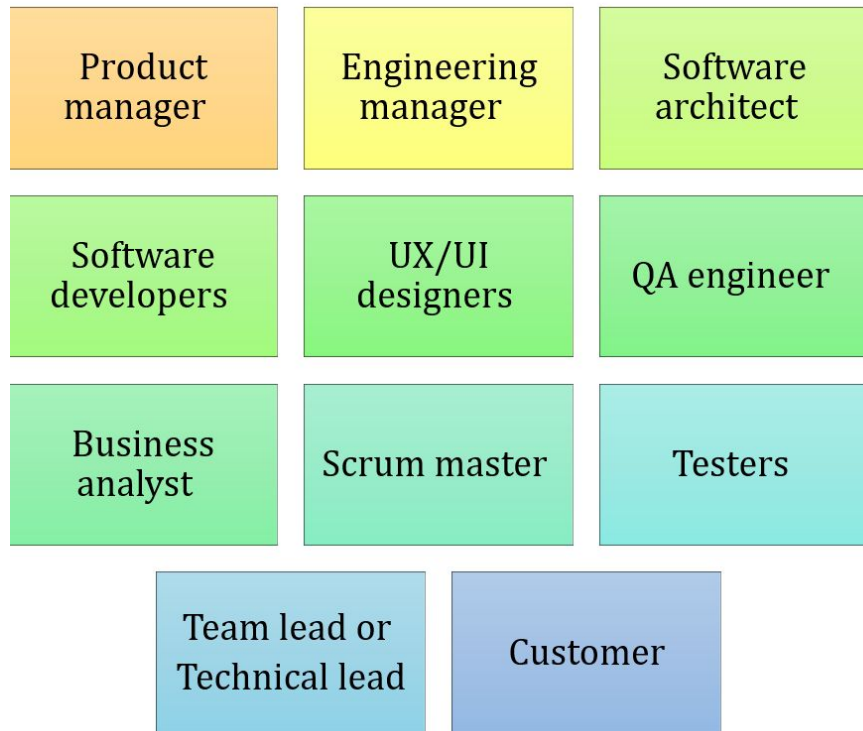 Product
manager
Engineering
manager
Software
architect
Software
developers
UX/UI
designers
QA engineer
Business
analyst
Scrum master
Testers
Team lead or
Technical lead
Customer